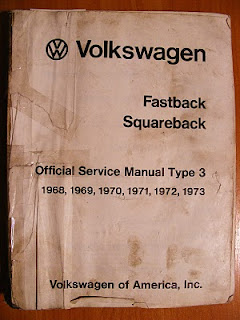 Volkswagen
Fastback
Squareback
Official Service Manual Type 3
1968, 1969, 1970, 1971, 1972, 1973
Volkswagen of America, Inc.